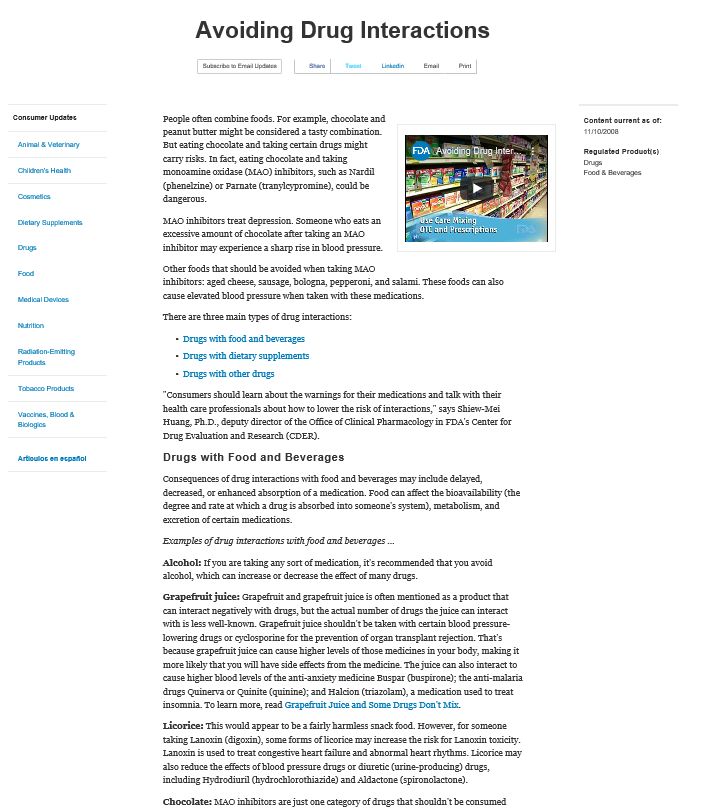 Avoiding Drug Interactions
Subscribe to Email Updates
Share
Tweet
Linkedin
Email
Print
Consumer Updates
Animal & Veterinary
Children's Health
Cosmetics
Dietary Supplements
Drugs
Food
Medical Devices
Nutrition
Radiation-Emitting
Products
Tobacco Products
Vaccines, Blood &
Biologics
Articulos en español
People often combine foods. For example, chocolate and
peanut butter might be considered a tasty combination.
But eating chocolate and taking certain drugs might
carry risks. In fact, eating chocolate and taking
monoamine oxidase (MAO) inhibitors, such as Nardil
(phenelzine) or Parnate (tranylcypromine), could be
dangerous.
MAO inhibitors treat depression. Someone who eats an
excessive amount of chocolate after taking an MAO
inhibitor may experience a sharp rise in blood pressure.
Other foods that should be avoided when taking MAO
inhibitors: aged cheese, sausage, bologna, pepperoni, and salami. These foods can also
cause elevated blood pressure when taken with these medications.
There are three main types of drug interactions:
• Drugs with food and beverages
• Drugs with dietary supplements
• Drugs with other drugs
"Consumers should learn about the warnings for their medications and talk with their
health care professionals about how to lower the risk of interactions," says Shiew-Mei
Huang, Ph.D., deputy director of the Office of Clinical Pharmacology in FDA's Center for
Drug Evaluation and Research (CDER).
Drugs with Food and Beverages
Consequences of drug interactions with food and beverages may include delayed,
decreased, or enhanced absorption of a medication. Food can affect the bioavailability (the
degree and rate at which a drug is absorbed into someone's system), metabolism, and
excretion of certain medications.
Examples of drug interactions with food and beverages ...
Alcohol: If you are taking any sort of medication, it's recommended that you avoid
alcohol, which can increase or decrease the effect of many drugs.
Grapefruit juice: Grapefruit and grapefruit juice is often mentioned as a product that
can interact negatively with drugs, but the actual number of drugs the juice can interact
with is less well-known. Grapefruit juice shouldn't be taken with certain blood pressure-
lowering drugs or cyclosporine for the prevention of organ transplant rejection. That's
because grapefruit juice can cause higher levels of those medicines in your body, making it
more likely that you will have side effects from the medicine. The juice can also interact to
cause higher blood levels of the anti-anxiety medicine Buspar (buspirone); the anti-malaria
drugs Quinerva or Quinite (quinine); and Halcion (triazolam), a medication used to treat
insomnia. To learn more, read Grapefruit Juice and Some Drugs Don't Mix.
Licorice: This would appear to be a fairly harmless snack food. However, for someone
taking Lanoxin (digoxin), some forms of licorice may increase the risk for Lanoxin toxicity.
Lanoxin is used to treat congestive heart failure and abnormal heart rhythms. Licorice may
also reduce the effects of blood pressure drugs or diuretic (urine-producing) drugs,
including Hydrodiuril (hydrochlorothiazide) and Aldactone (spironolactone).
Chocolate: MAO inhibitors are just one category of drugs that shouldn't be consumed
FDA Avoiding Drug Inter...
Use Care Mixing
OTC and Prescriptions
FDA
Content current as of:
11/10/2008
Regulated Product(s)
Drugs
Food & Beverages